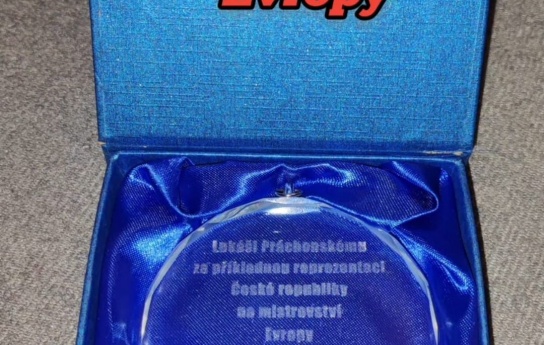 Evropy
Lukáši Práchenskému
za příkladnou reprezentaci
České republiky
na mistrovství
Evropy